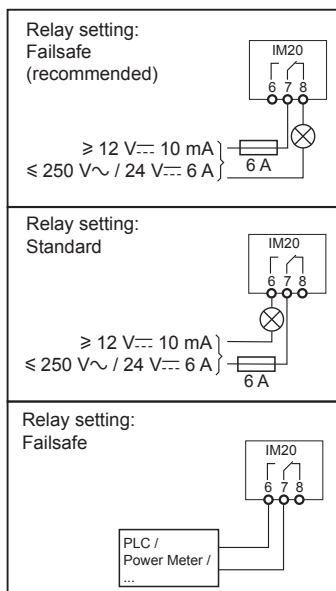 Relay setting:
Failsafe
(recommended)
IM20
6 7 8
≥ 12 V⎓ 10 mA
≤ 250 V∿ / 24 V⎓ 6 A
6 A
Relay setting:
Standard
IM20
6 7 8
≥ 12 V⎓ 10 mA
≤ 250 V∿ / 24 V⎓ 6 A
6 A
Relay setting:
Failsafe
IM20
6 7 8
PLC /
Power Meter /
...